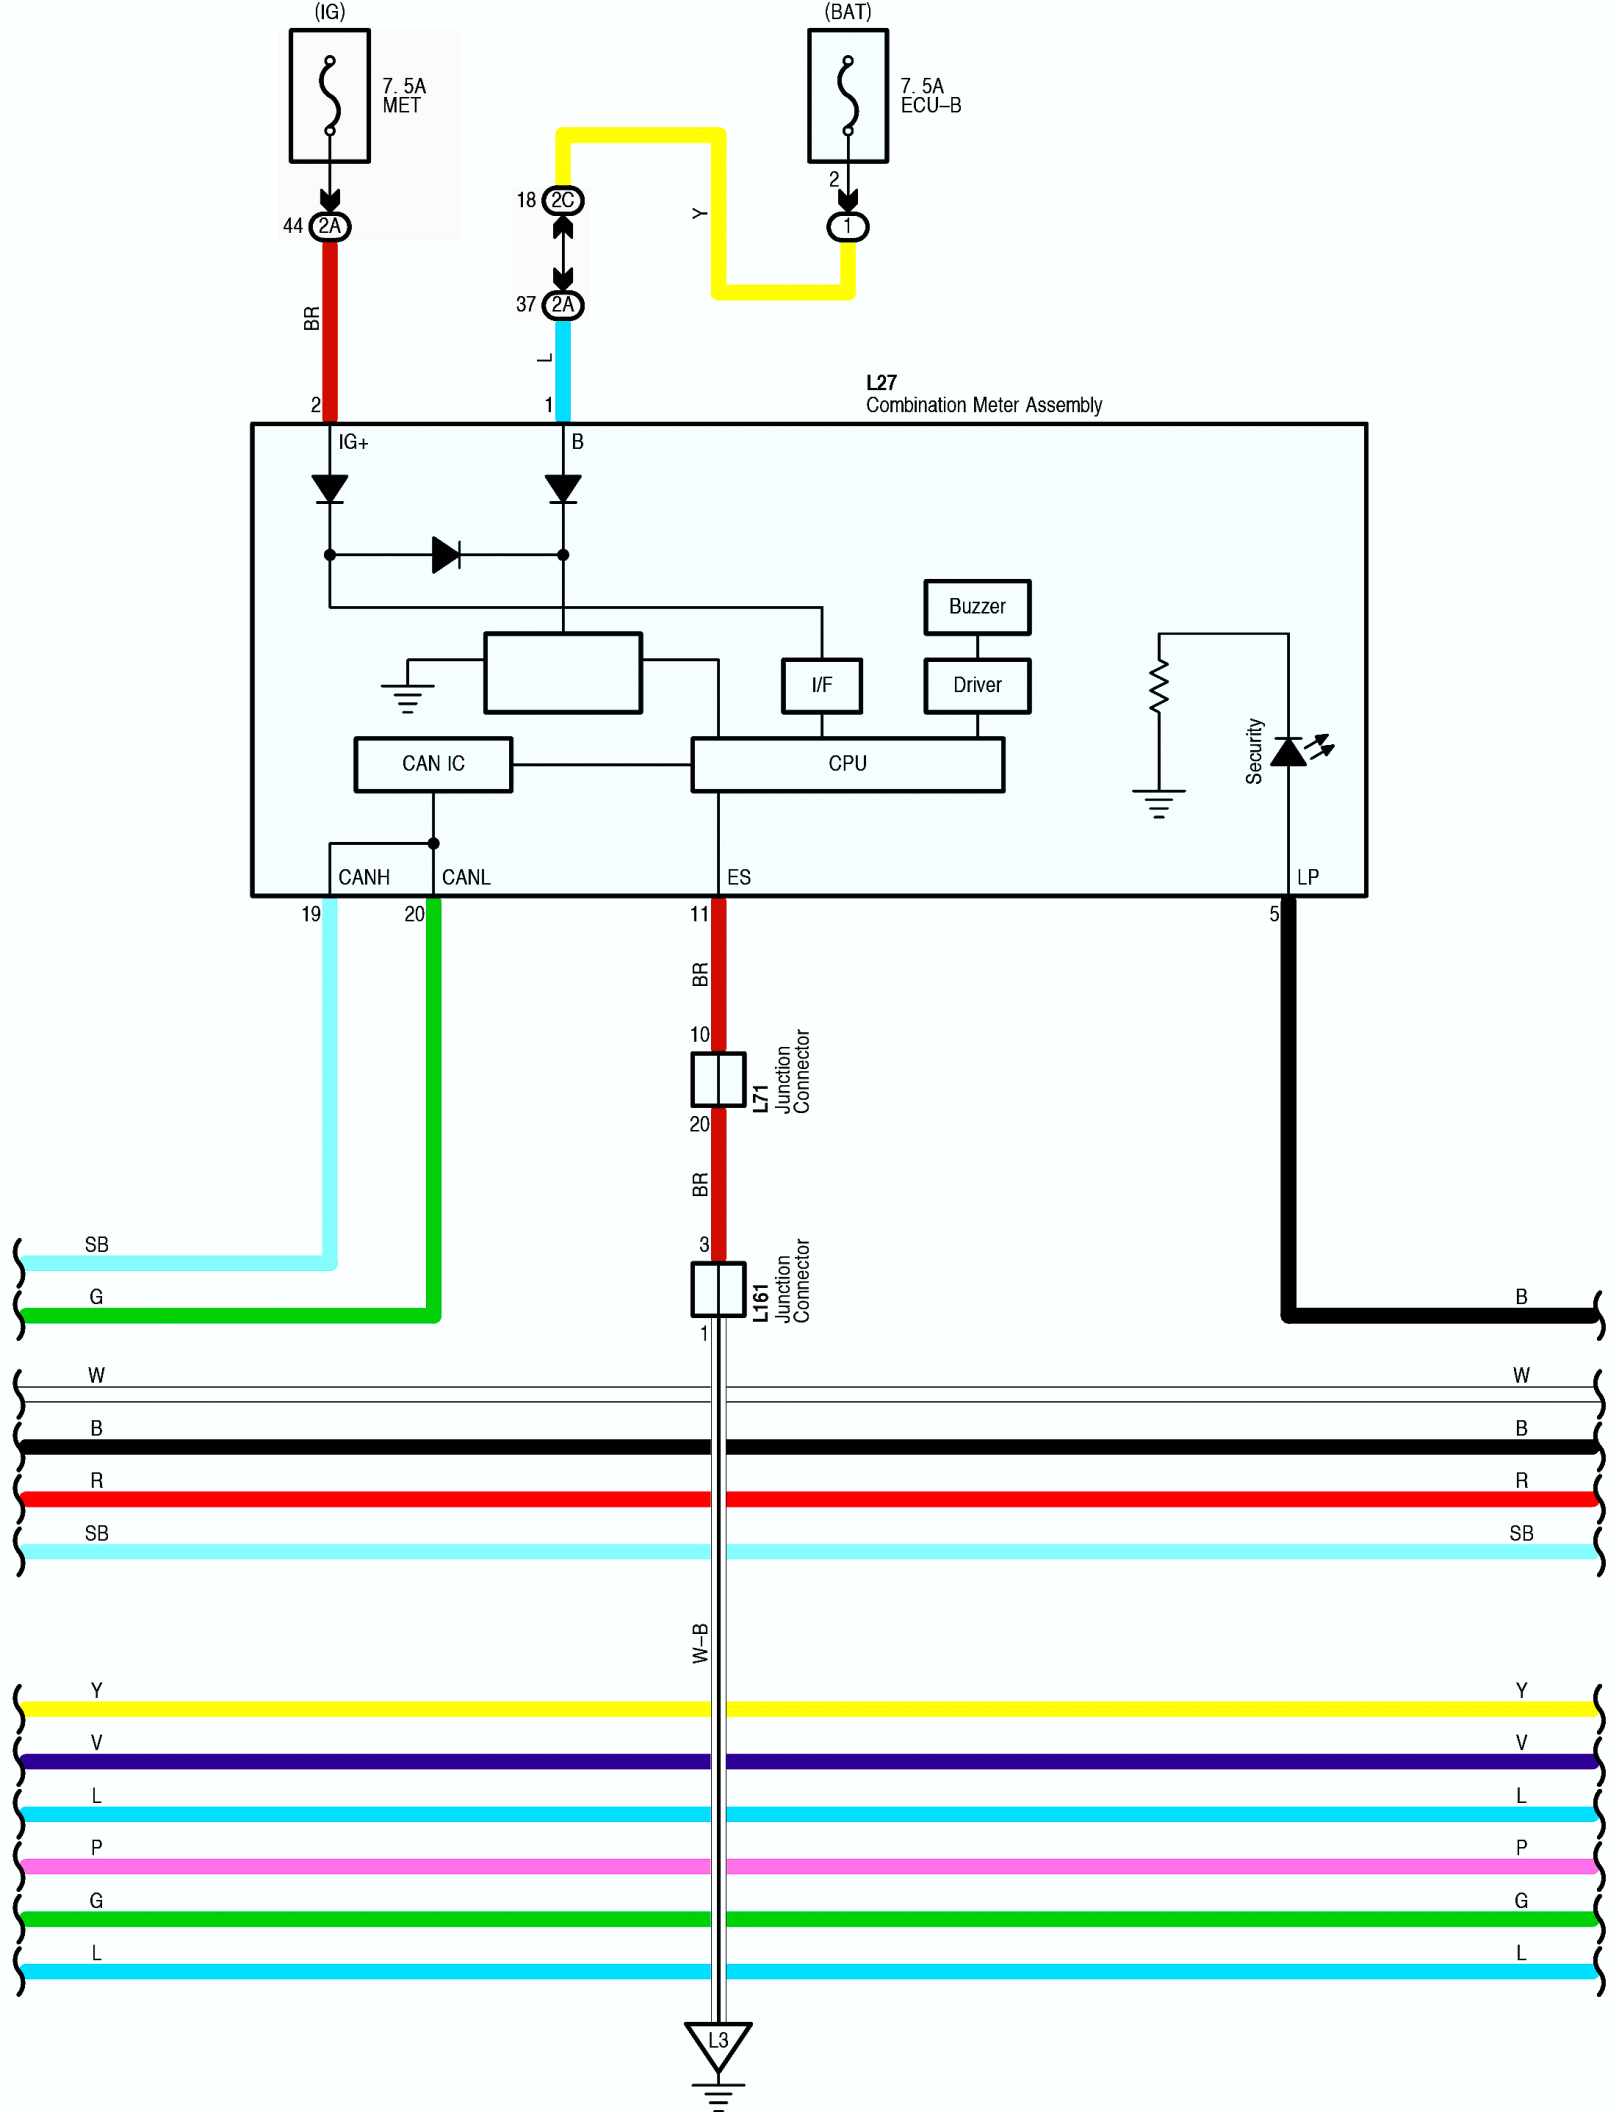 (IG)
(BAT)
7. 5A
MET
7. 5A
ECU–B
2
18 2C
44 2A
1
Y
37 2A
BR
L
2
1
L27
Combination Meter Assembly
IG+
B
Buzzer
I/F
Driver
Security
CAN IC
CPU
CANH
CANL
ES
LP
19
20
11
5
BR
10
L71
Junction
Connector
20
BR
3
L161
Junction
Connector
1
SB
G
B
W
W
B
B
R
R
SB
SB
W–B
Y
Y
V
V
L
L
P
P
G
G
L
L
L3